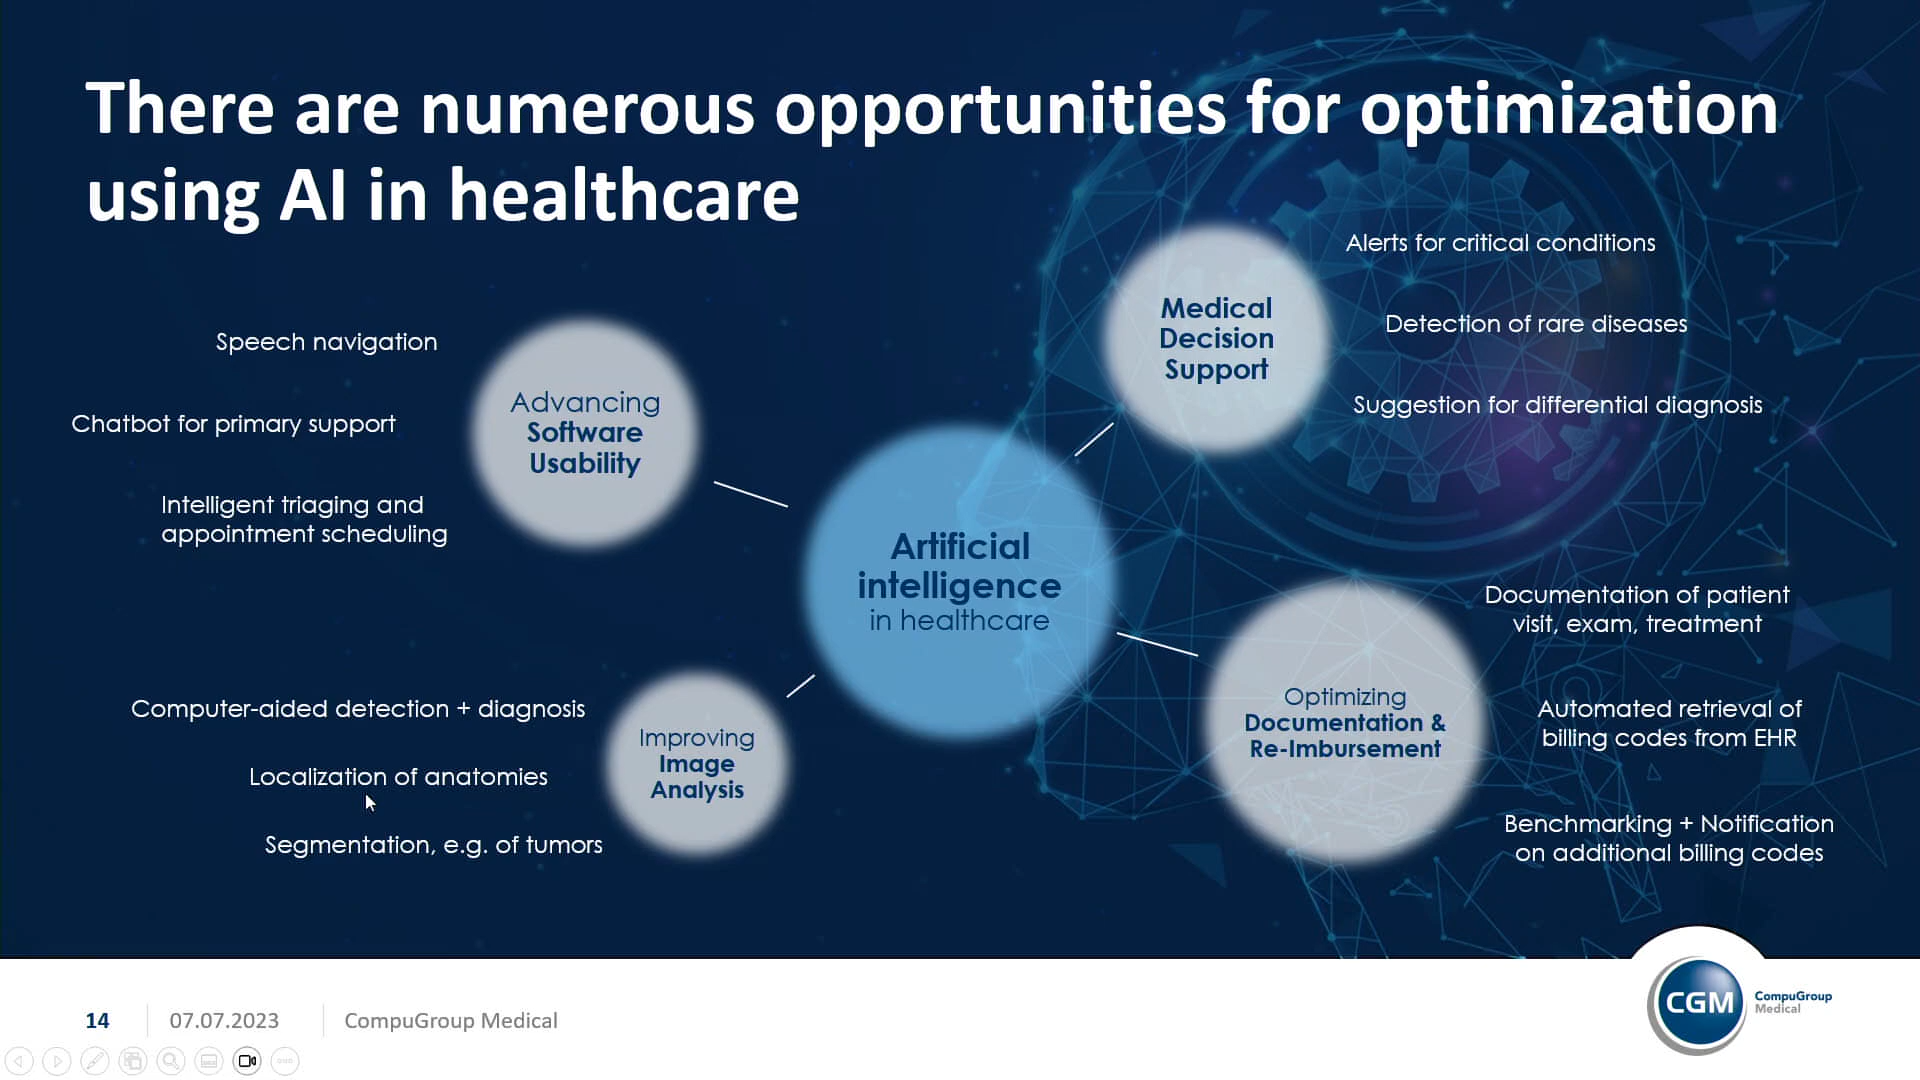 There are numerous opportunities for optimization
using AI in healthcare
Speech navigation
Chatbot for primary support
Intelligent triaging and
appointment scheduling
Advancing
Software
Usability
Medical
Decision
Support
Alerts for critical conditions
Detection of rare diseases
Suggestion for differential diagnosis
Artificial
intelligence
in healthcare
Computer-aided detection + diagnosis
Localization of anatomies
Segmentation, e.g. of tumors
Improving
Image
Analysis
Optimizing
Documentation &
Re-Imbursement
Documentation of patient
visit, exam, treatment
Automated retrieval of
billing codes from EHR
Benchmarking + Notification
on additional billing codes
14
07.07.2023
CompuGroup Medical
CGM
CompuGroup
Medical